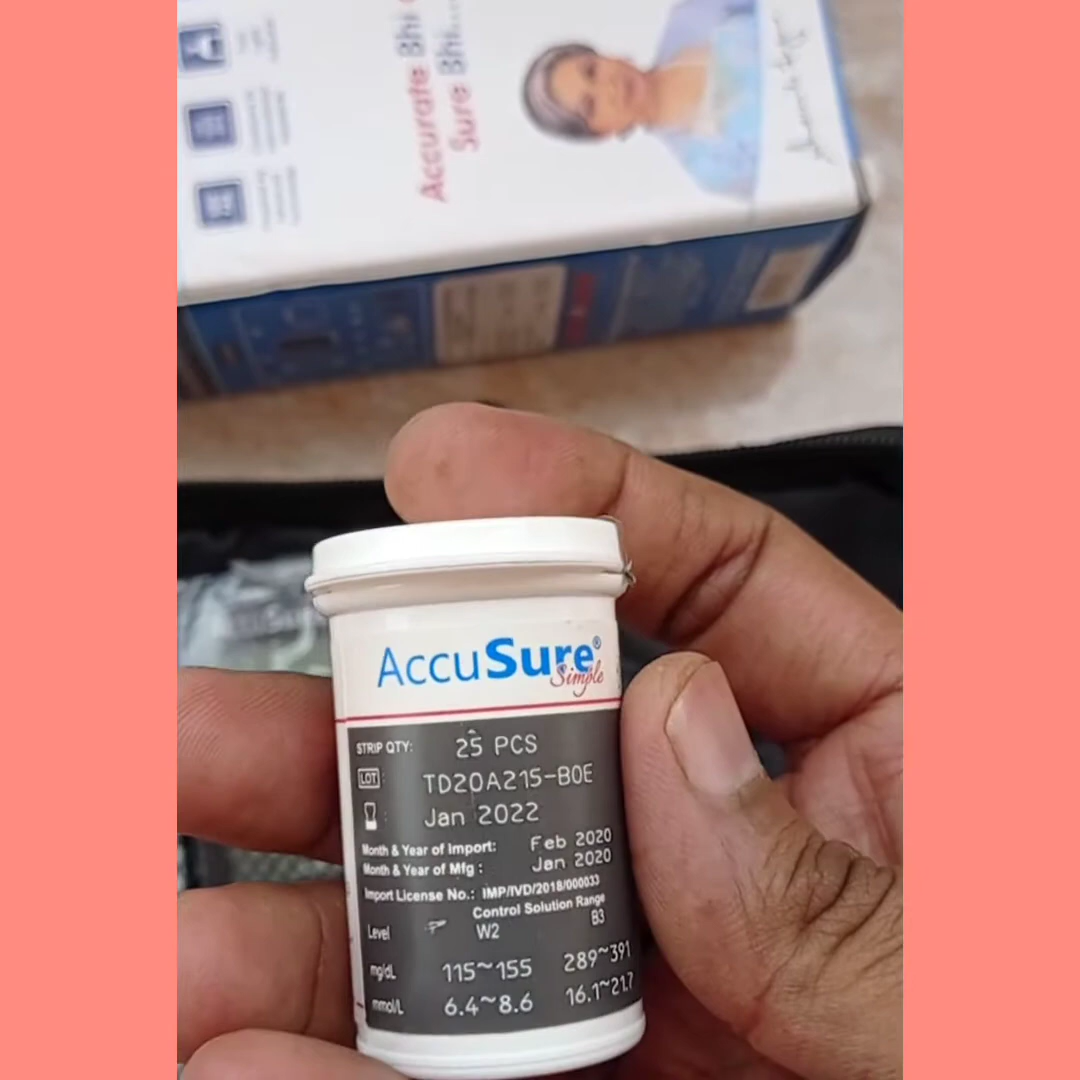 Accurate Bhi
Sure Bhi...
AccuSure®
Simple
STRIP QTY: 25 PCS
LOT : TD20A215-B0E
: Jan 2022
Month & Year of Import: Feb 2020
Month & Year of Mfg : Jan 2020
Import License No.: IMP/IVD/2018/000033
Control Solution Range
Level W2 B3
mg/dL 115~155 289~391
mmol/L 6.4~8.6 16.1~21.7